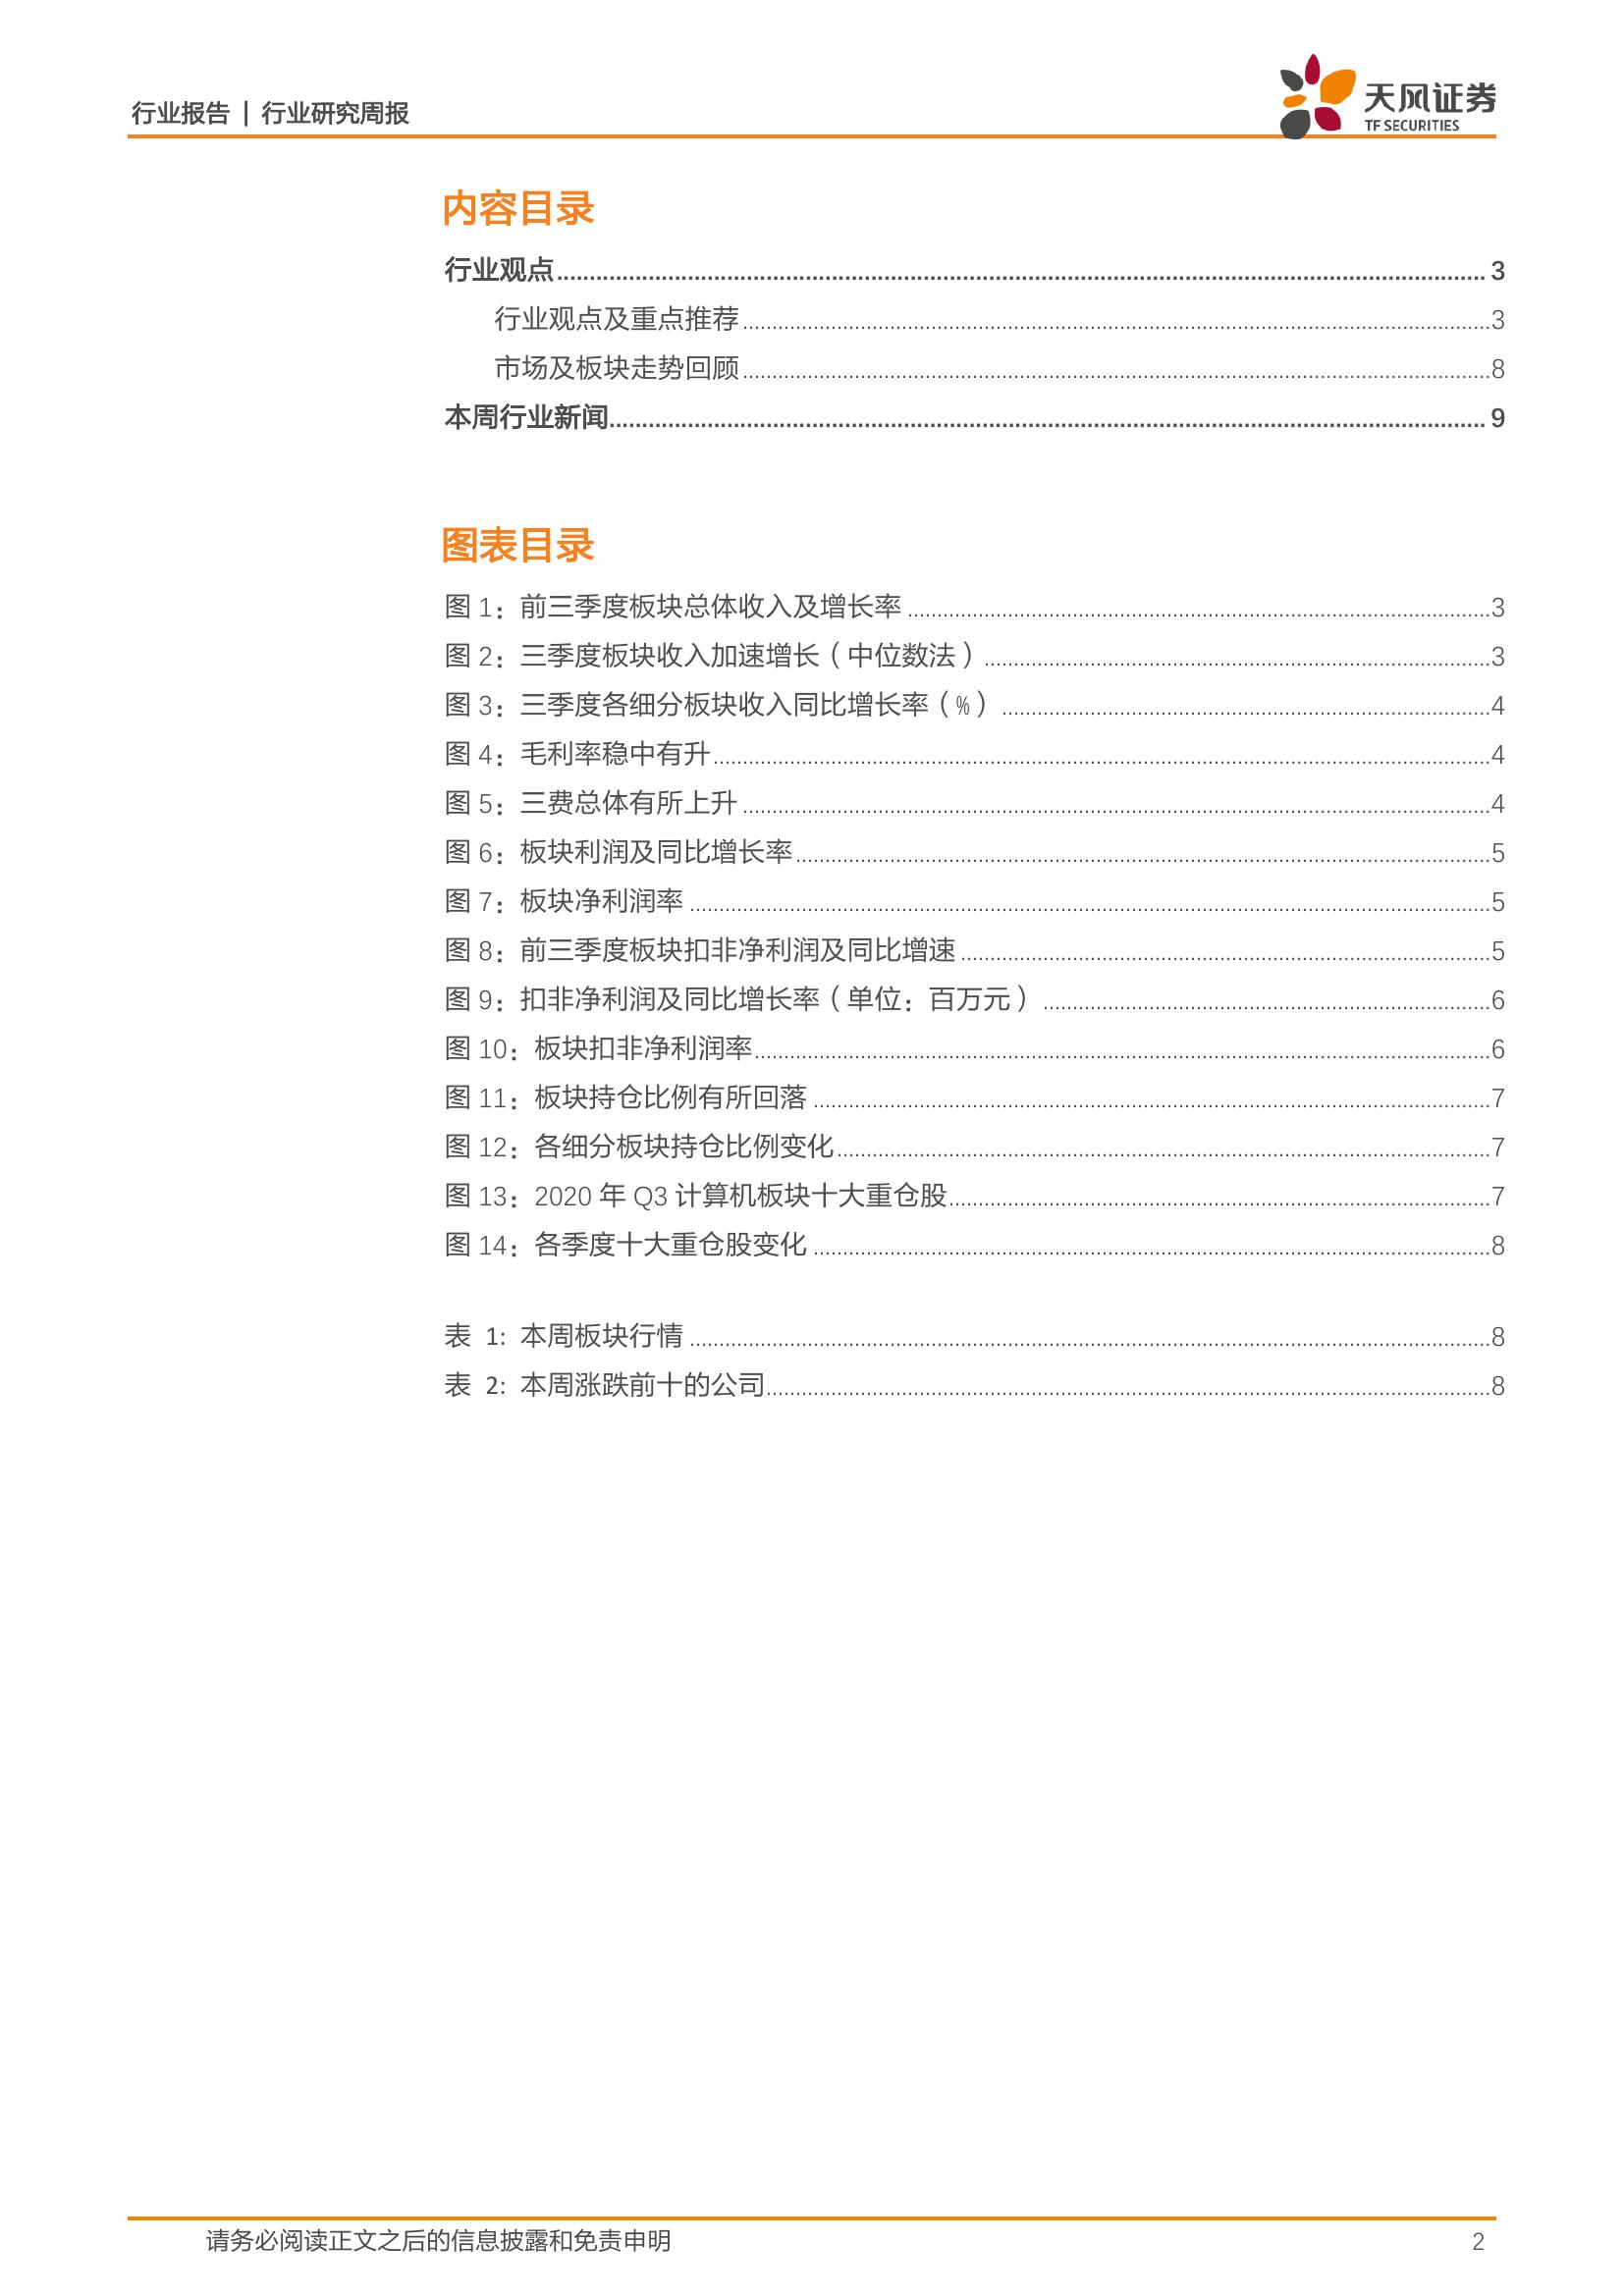 行业报告 | 行业研究周报
天风证券
TF SECURITIES
内容目录
行业观点 3
行业观点及重点推荐 3
市场及板块走势回顾 8
本周行业新闻 9
图表目录
图 1：前三季度板块总体收入及增长率 3
图 2：三季度板块收入加速增长（中位数法） 3
图 3：三季度各细分板块收入同比增长率（%） 4
图 4：毛利率稳中有升 4
图 5：三费总体有所上升 4
图 6：板块利润及同比增长率 5
图 7：板块净利润率 5
图 8：前三季度板块扣非净利润及同比增速 5
图 9：扣非净利润及同比增长率（单位：百万元） 6
图 10：板块扣非净利润率 6
图 11：板块持仓比例有所回落 7
图 12：各细分板块持仓比例变化 7
图 13：2020 年 Q3 计算机板块十大重仓股 7
图 14：各季度十大重仓股变化 8
表 1: 本周板块行情 8
表 2: 本周涨跌前十的公司 8
请务必阅读正文之后的信息披露和免责申明 2